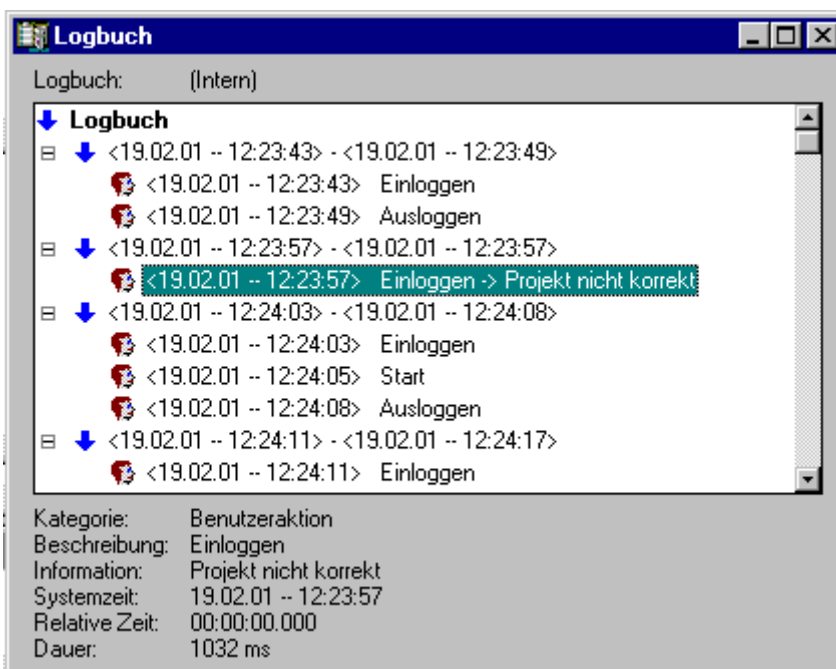 Logbuch
Logbuch: (Intern)
Logbuch
<19.02.01 -- 12:23:43> - <19.02.01 -- 12:23:49>
<19.02.01 -- 12:23:43> Einloggen
<19.02.01 -- 12:23:49> Ausloggen
<19.02.01 -- 12:23:57> - <19.02.01 -- 12:23:57>
<19.02.01 -- 12:23:57> Einloggen -> Projekt nicht korrekt
<19.02.01 -- 12:24:03> - <19.02.01 -- 12:24:08>
<19.02.01 -- 12:24:03> Einloggen
<19.02.01 -- 12:24:05> Start
<19.02.01 -- 12:24:08> Ausloggen
<19.02.01 -- 12:24:11> - <19.02.01 -- 12:24:17>
<19.02.01 -- 12:24:11> Einloggen
Kategorie: Benutzeraktion
Beschreibung: Einloggen
Information: Projekt nicht korrekt
Systemzeit: 19.02.01 -- 12:23:57
Relative Zeit: 00:00:00.000
Dauer: 1032 ms